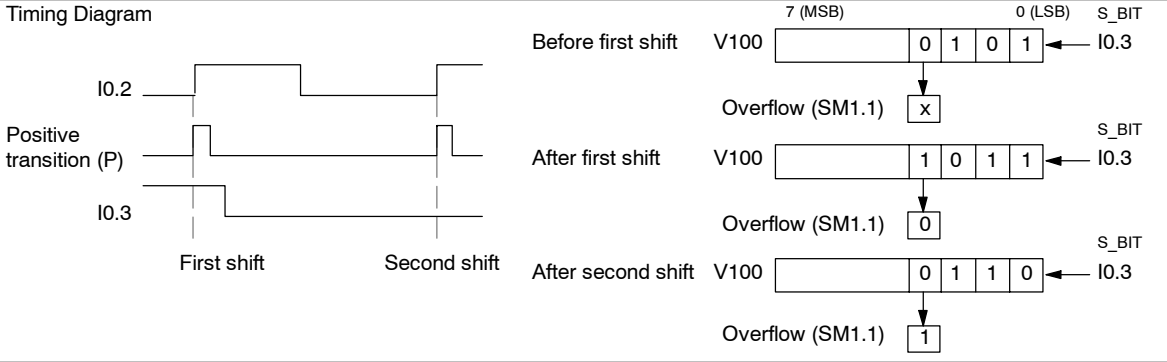 Timing Diagram
I0.2
Positive
transition (P)
I0.3
First shift Second shift
7 (MSB) 0 (LSB) S_BIT
Before first shift V100 0 1 0 1 I0.3
Overflow (SM1.1) x
S_BIT
After first shift V100 1 0 1 1 I0.3
Overflow (SM1.1) 0
S_BIT
After second shift V100 0 1 1 0 I0.3
Overflow (SM1.1) 1